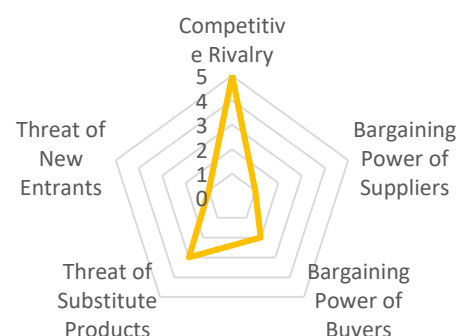 Competitiv
e Rivalry
5
4
3
2
1
0
Bargaining
Power of
Suppliers
Bargaining
Power of
Buyers
Threat of
Substitute
Products
Threat of
New
Entrants